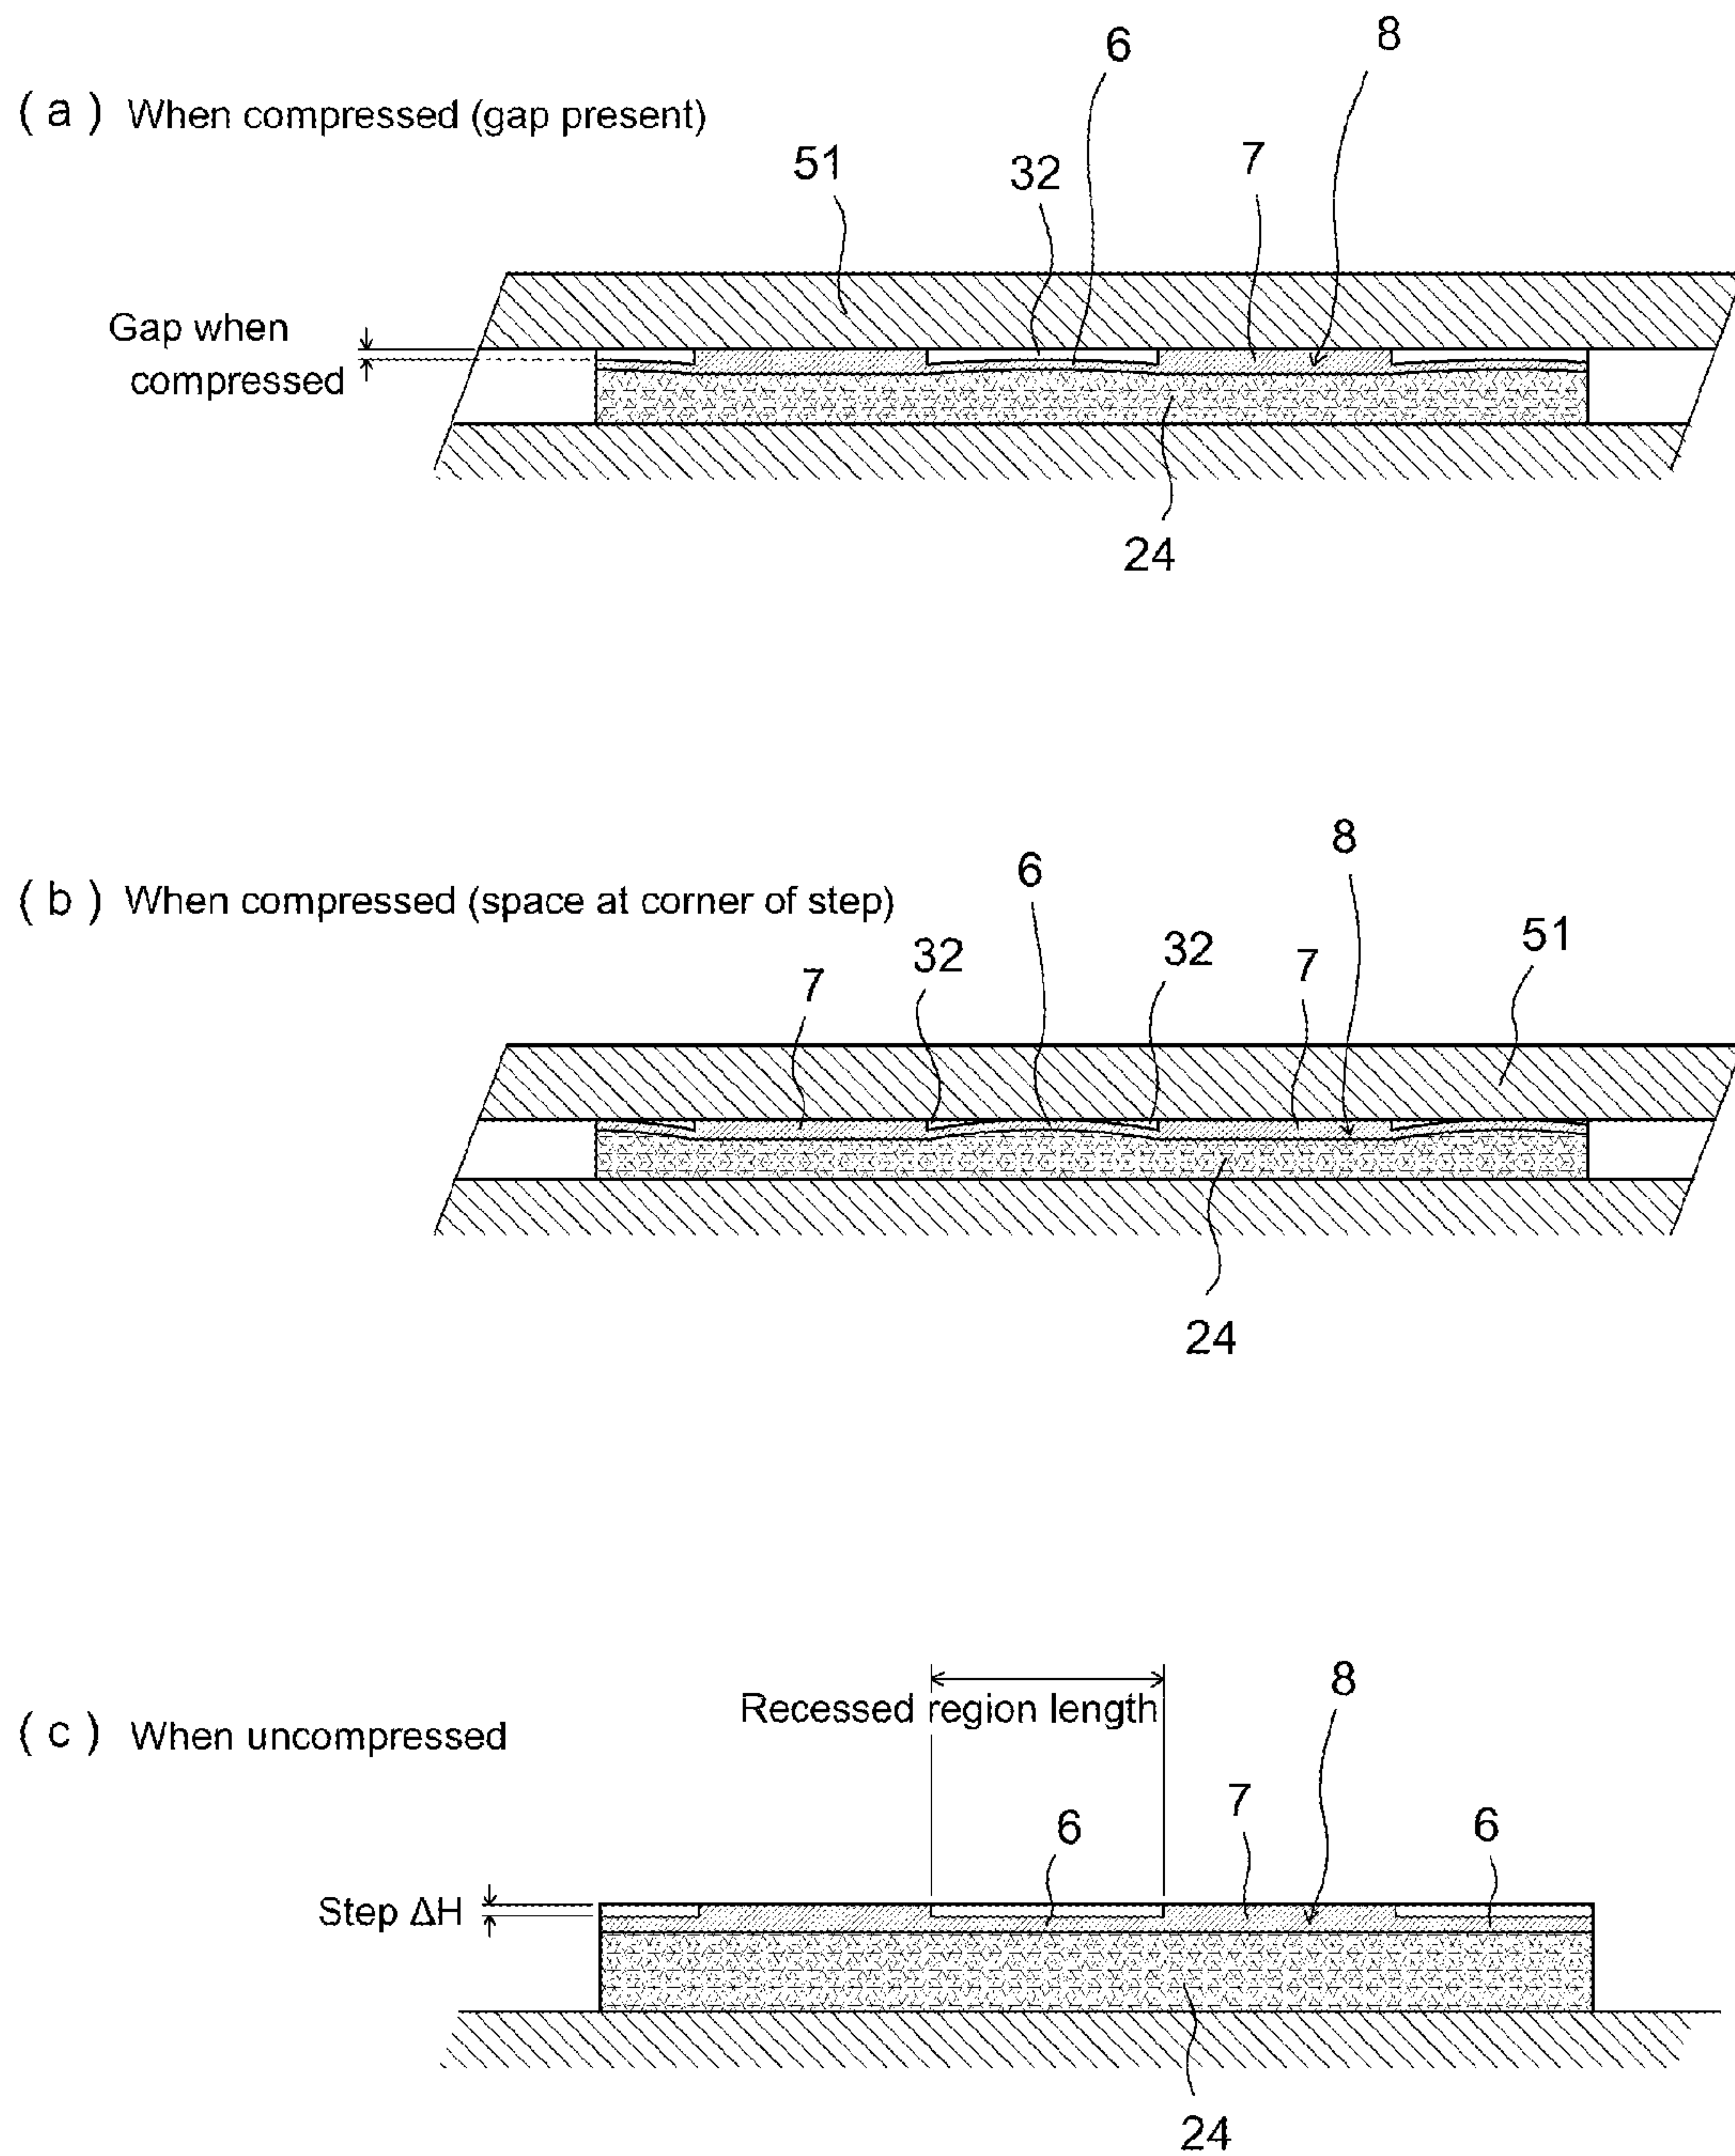 6
8
( a ) When compressed (gap present)
51
32
7
Gap when
compressed
24
8
6
( b ) When compressed (space at corner of step)
32
32
51
7
7
24
8
Recessed region length
( c ) When uncompressed
7
6
6
Step ΔH
24